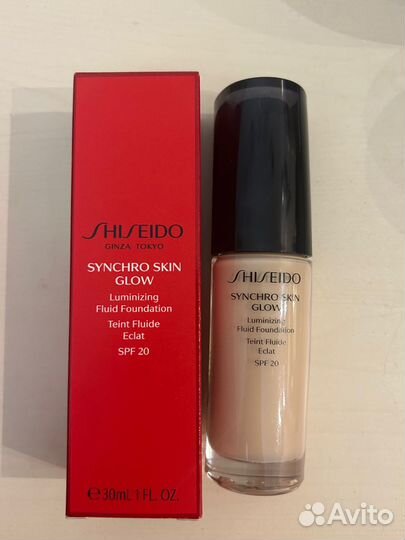 SHISEIDO
GINZA TOKYO
SYNCHRO SKIN
GLOW
Luminizing
Fluid Foundation
Teint Fluide
Eclat
SPF 20
℮30mL 1 FL. OZ.
SHISEIDO
SYNCHRO SKIN
GLOW
Luminizing
Fluid Foundation
Teint Fluide
Eclat
SPF 20
Avito